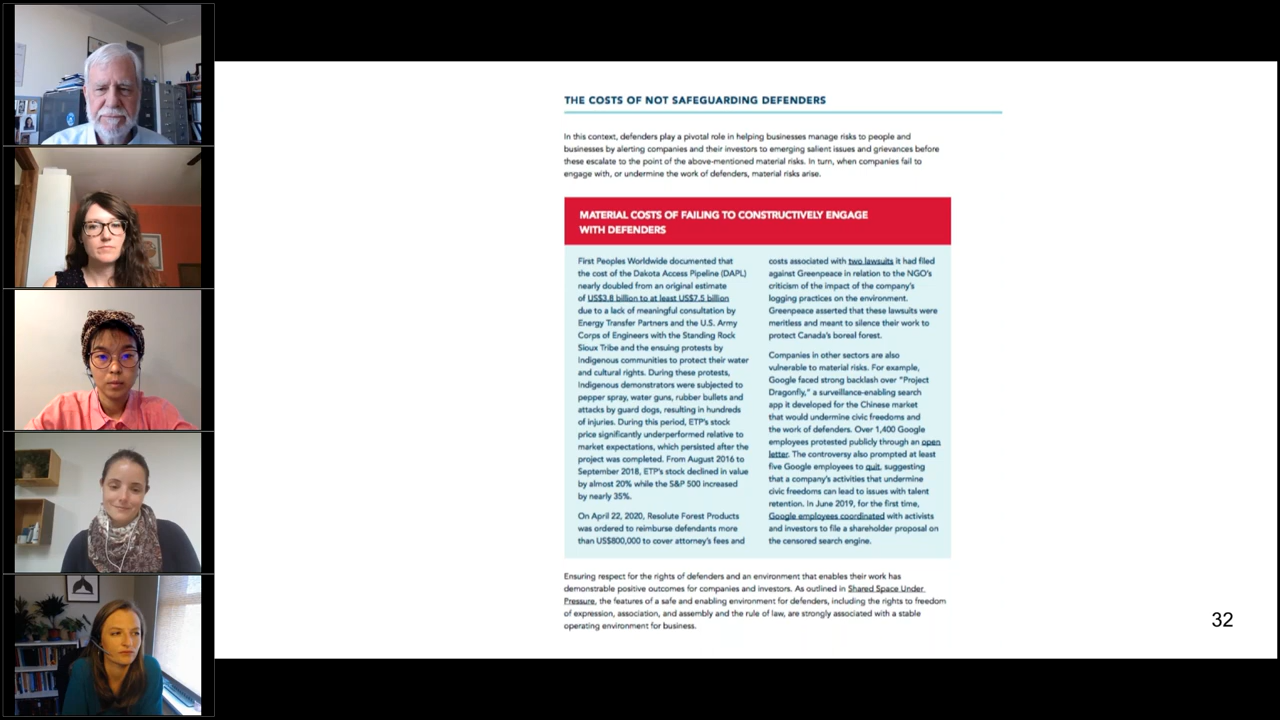 THE COSTS OF NOT SAFEGUARDING DEFENDERS
In this context, defenders play a pivotal role in helping businesses manage risks to people and
businesses by alerting companies and their investors to emerging salient issues and grievances before
these escalate to the point of the above-mentioned material risks. In turn, when companies fail to
engage with, or undermine the work of defenders, material risks arise.
MATERIAL COSTS OF FAILING TO CONSTRUCTIVELY ENGAGE
WITH DEFENDERS
First Peoples Worldwide documented that
the cost of the Dakota Access Pipeline (DAPL)
nearly doubled from an original estimate
of US$3.8 billion to at least US$7.5 billion
due to a lack of meaningful consultation by
Energy Transfer Partners and the U.S. Army
Corps of Engineers with the Standing Rock
Sioux Tribe and the ensuing protests by
Indigenous communities to protect their water
and cultural rights. During these protests,
Indigenous demonstrators were subjected to
pepper spray, water guns, rubber bullets and
attacks by guard dogs, resulting in hundreds
of injuries. During this period, ETP's stock
price significantly underperformed relative to
market expectations, which persisted after the
project was completed. From August 2016 to
September 2018, ETP's stock declined in value
by almost 20% while the S&P 500 increased
by nearly 35%.
On April 22, 2020, Resolute Forest Products
was ordered to reimburse defendants more
than US$800,000 to cover attorney's fees and
costs associated with two lawsuits it had filed
against Greenpeace in relation to the NGO's
criticism of the impact of the company's
logging practices on the environment.
Greenpeace asserted that these lawsuits were
meritless and meant to silence their work to
protect Canada's boreal forest.
Companies in other sectors are also
vulnerable to material risks. For example,
Google faced strong backlash over "Project
Dragonfly," a surveillance-enabling search
app it developed for the Chinese market
that would undermine civic freedoms and
the work of defenders. Over 1,400 Google
employees protested publicly through an open
letter. The controversy also prompted at least
five Google employees to quit, suggesting
that a company's activities that undermine
civic freedoms can lead to issues with talent
retention. In June 2019, for the first time,
Google employees coordinated with activists
and investors to file a shareholder proposal on
the censored search engine.
Ensuring respect for the rights of defenders and an environment that enables their work has
demonstrable positive outcomes for companies and investors. As outlined in Shared Space Under
Pressure, the features of a safe and enabling environment for defenders, including the rights to freedom
of expression, association, and assembly and the rule of law, are strongly associated with a stable
operating environment for business.
32